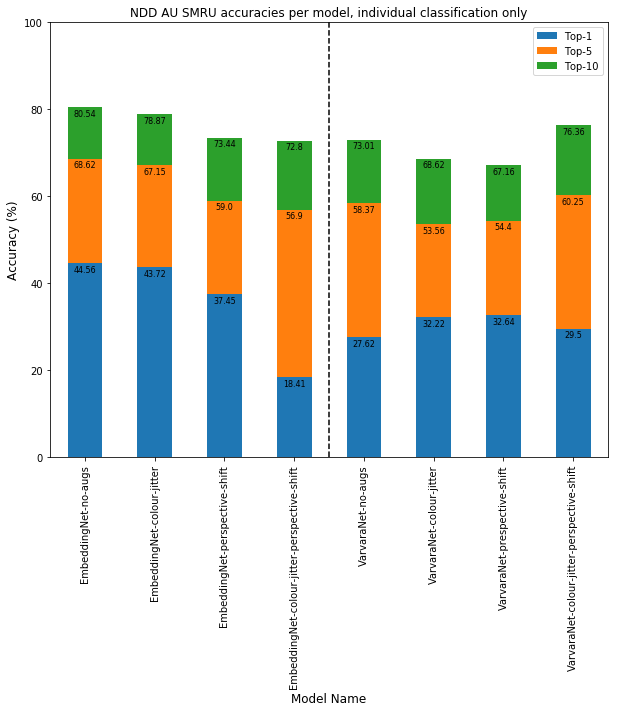 NDD AU SMRU accuracies per model, individual classification only
100
80
60
40
20
0
Accuracy (%)
Top-1
Top-5
Top-10
80.54
68.62
44.56
78.87
67.15
43.72
73.44
59.0
37.45
72.8
56.9
18.41
73.01
58.37
27.62
68.62
53.56
32.22
67.16
54.4
32.64
76.36
60.25
29.5
EmbeddingNet-no-augs
EmbeddingNet-colour-jitter
EmbeddingNet-perspective-shift
EmbeddingNet-colour-jitter-perspective-shift
VarvaraNet-no-augs
VarvaraNet-colour-jitter
VarvaraNet-prespective-shift
VarvaraNet-colour-jitter-perspective-shift
Model Name